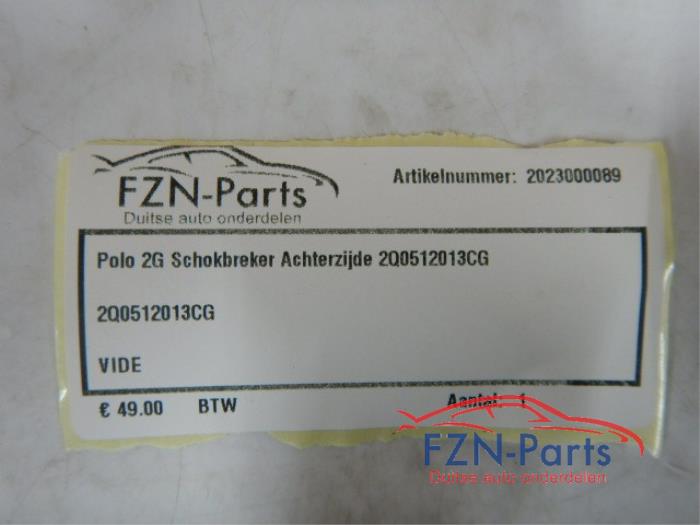 FZN-Parts
Duitse auto onderdelen
Artikelnummer: 2023000089
Polo 2G Schokbreker Achterzijde 2Q0512013CG
2Q0512013CG
VIDE
€ 49.00 BTW Aantal: 1
FZN-Parts
Duitse auto onderdelen